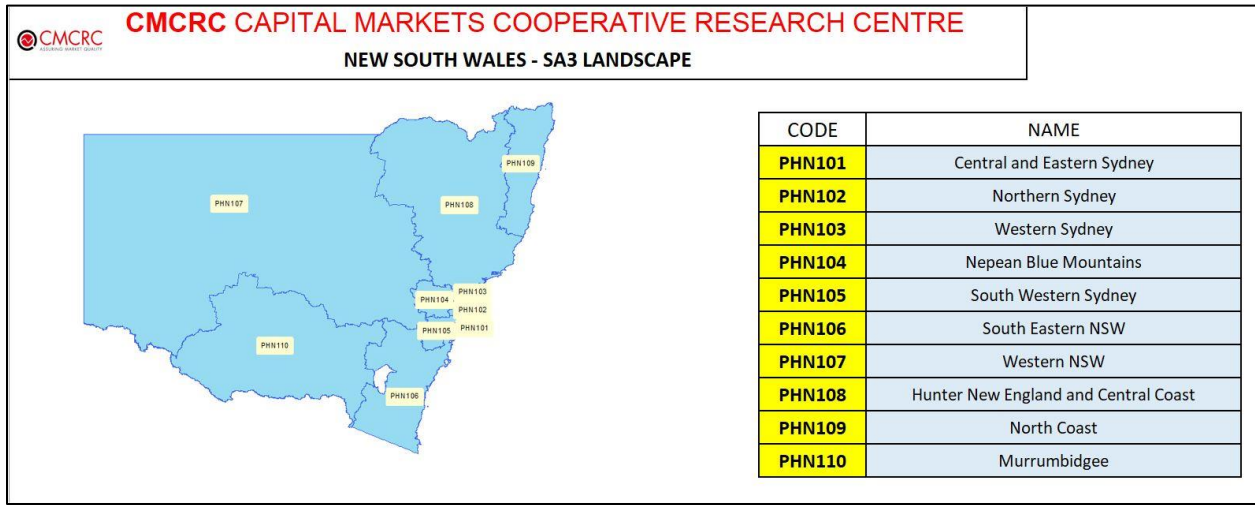 CMCRC
ASSURING MARKET QUALITY
CMCRC CAPITAL MARKETS COOPERATIVE RESEARCH CENTRE
NEW SOUTH WALES - SA3 LANDSCAPE
PHN109
PHN107
PHN108
PHN103
PHN104
PHN102
PHN105 PHN101
PHN110
PHN106
CODE NAME
PHN101 Central and Eastern Sydney
PHN102 Northern Sydney
PHN103 Western Sydney
PHN104 Nepean Blue Mountains
PHN105 South Western Sydney
PHN106 South Eastern NSW
PHN107 Western NSW
PHN108 Hunter New England and Central Coast
PHN109 North Coast
PHN110 Murrumbidgee